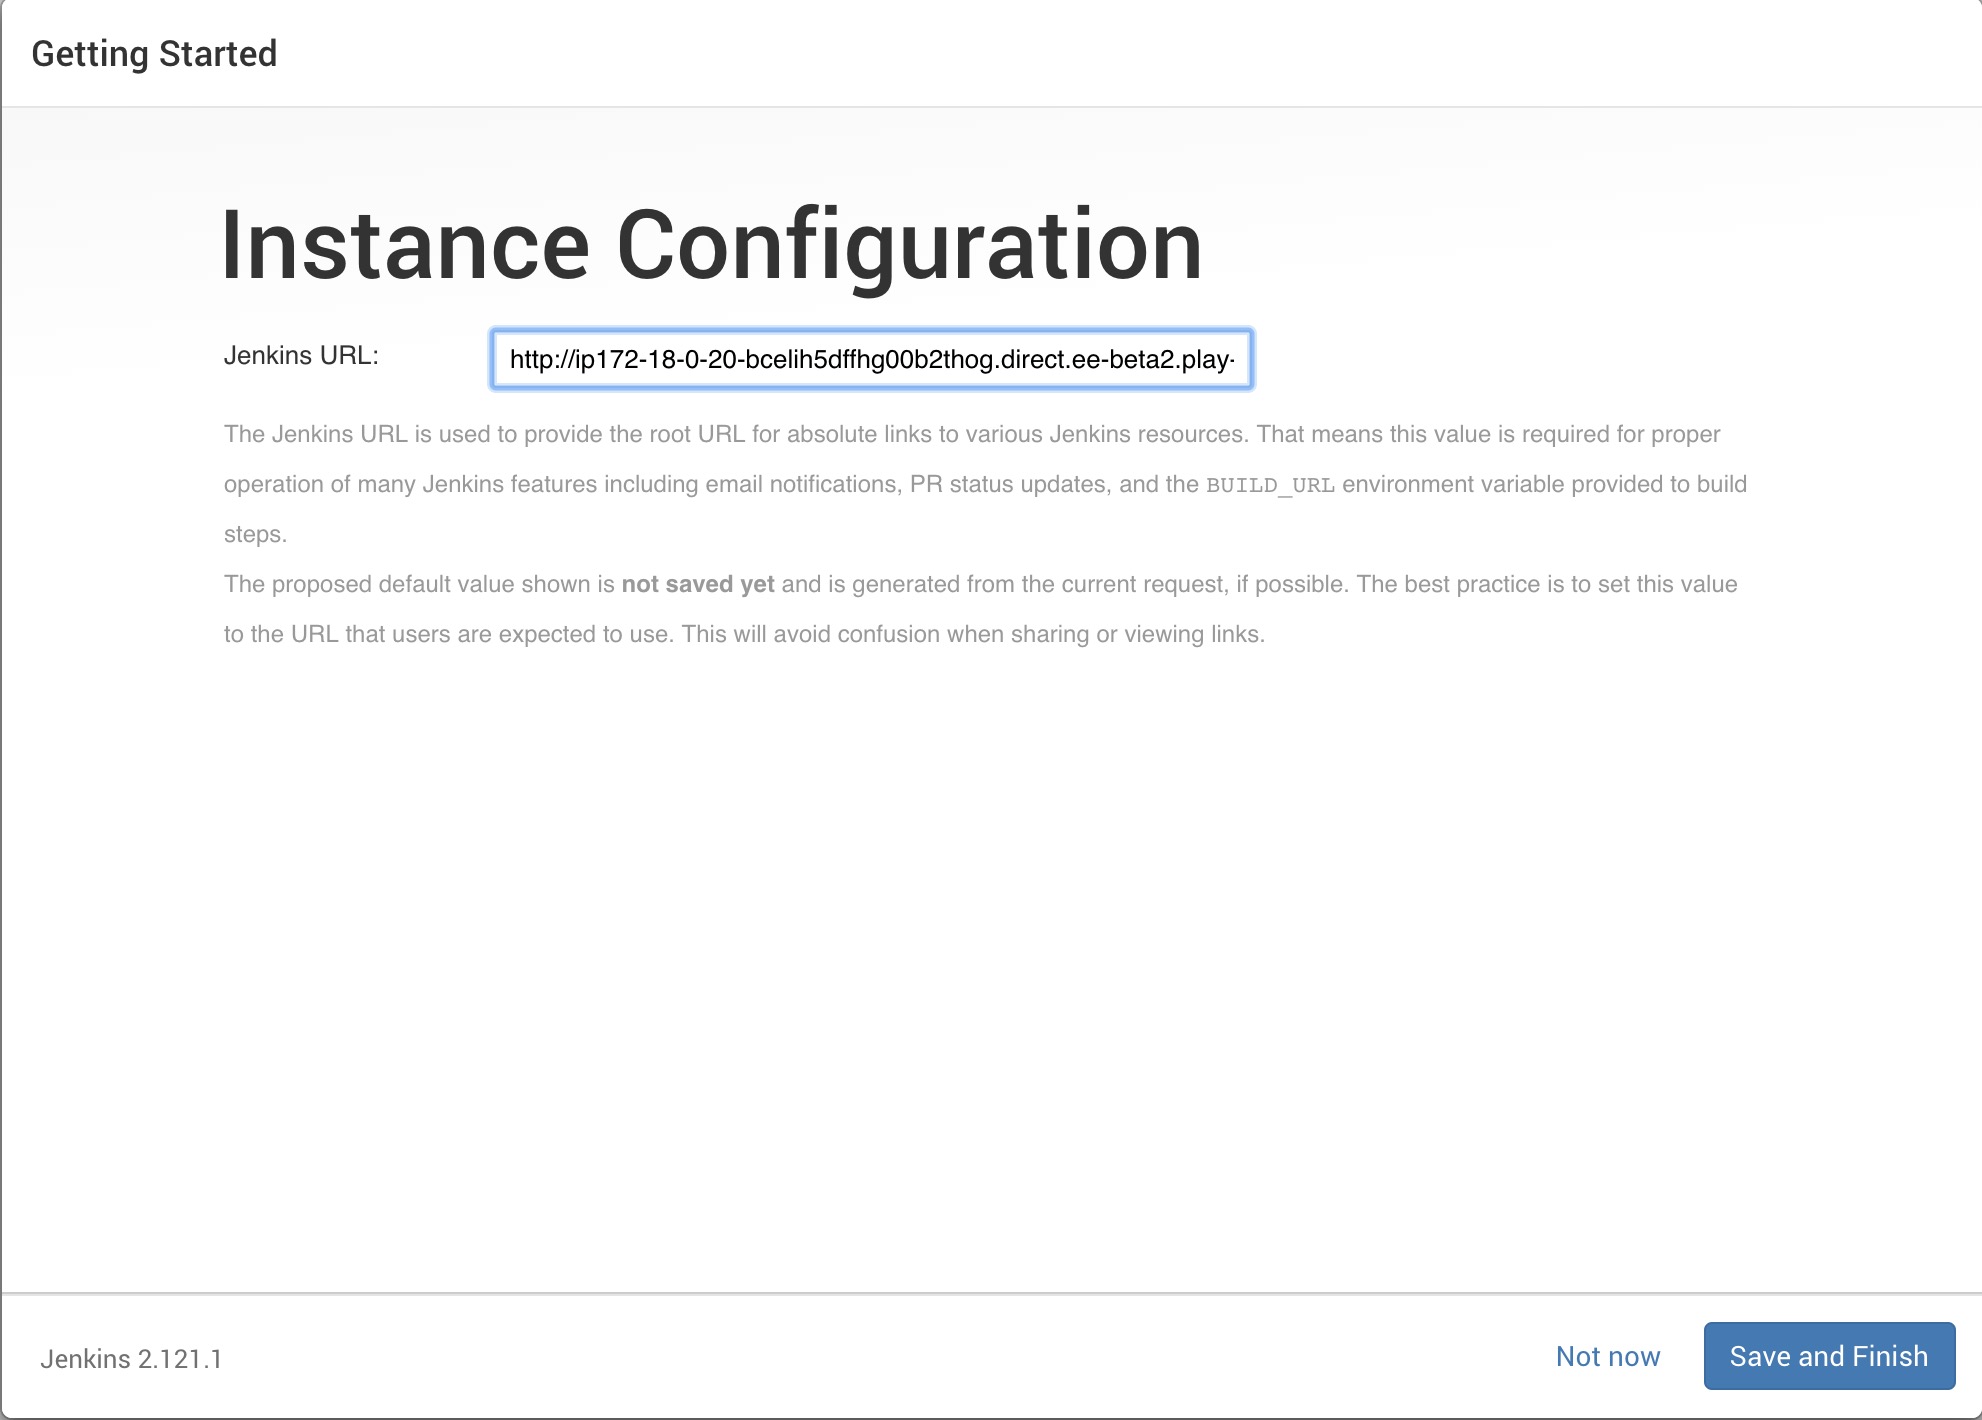 Getting Started
Instance Configuration
Jenkins URL:
http://ip172-18-0-20-bcelih5dffhg00b2thog.direct.ee-beta2.play-
The Jenkins URL is used to provide the root URL for absolute links to various Jenkins resources. That means this value is required for proper
operation of many Jenkins features including email notifications, PR status updates, and the BUILD_URL environment variable provided to build
steps.
The proposed default value shown is not saved yet and is generated from the current request, if possible. The best practice is to set this value
to the URL that users are expected to use. This will avoid confusion when sharing or viewing links.
Jenkins 2.121.1
Not now
Save and Finish